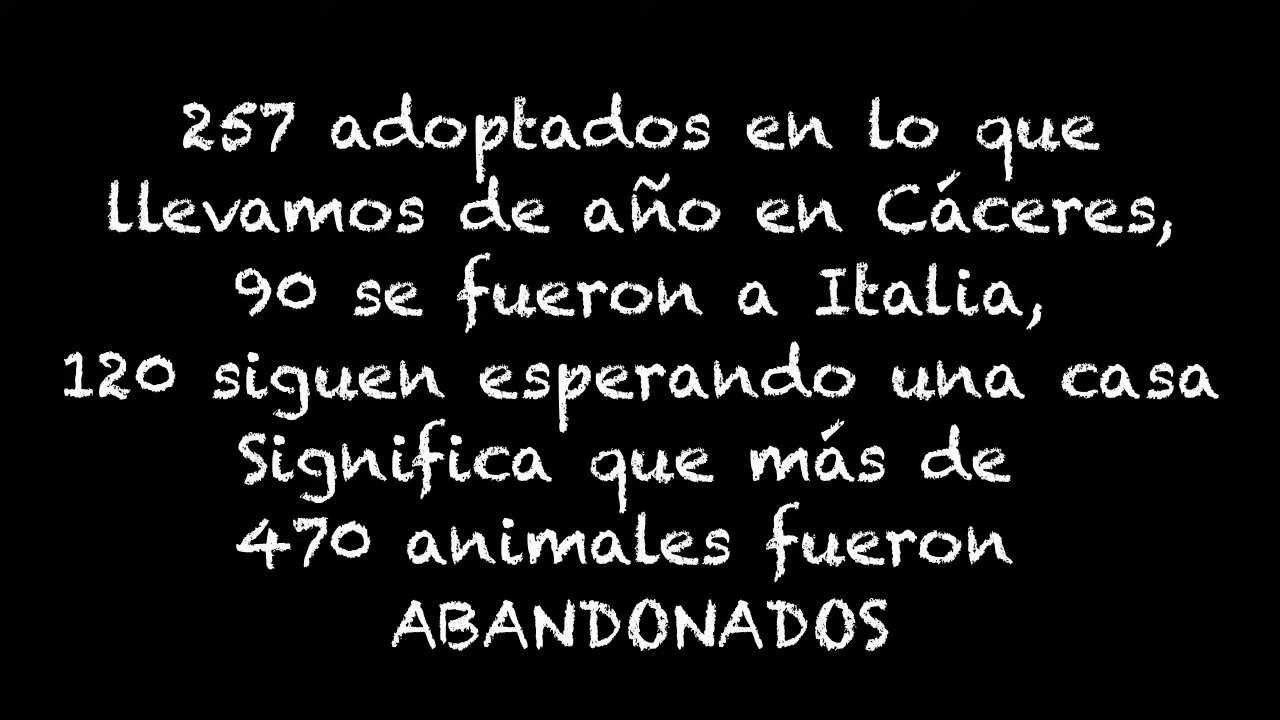 257 adoptados en lo que
llevamos de año en Cáceres,
90 se fueron a Italia,
120 siguen esperando una casa
Significa que más de
470 animales fueron
ABANDONADOS